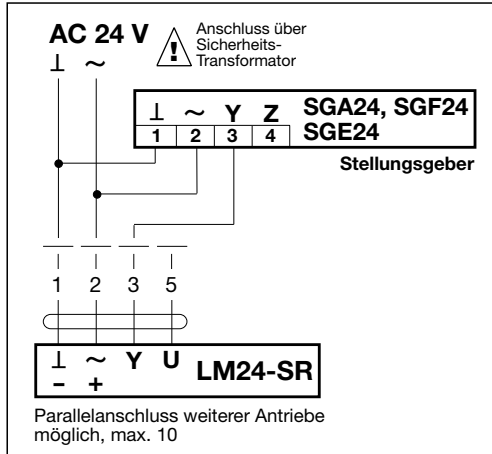 AC 24 V
Anschluss über
Sicherheits-
Transformator
!
⊥ ~
⊥ ~ Y Z
1 2 3 4
SGA24, SGF24
SGE24
Stellungsgeber
1 2 3 5
⊥ ~ Y U
– +
LM24-SR
Parallelanschluss weiterer Antriebe
möglich, max. 10